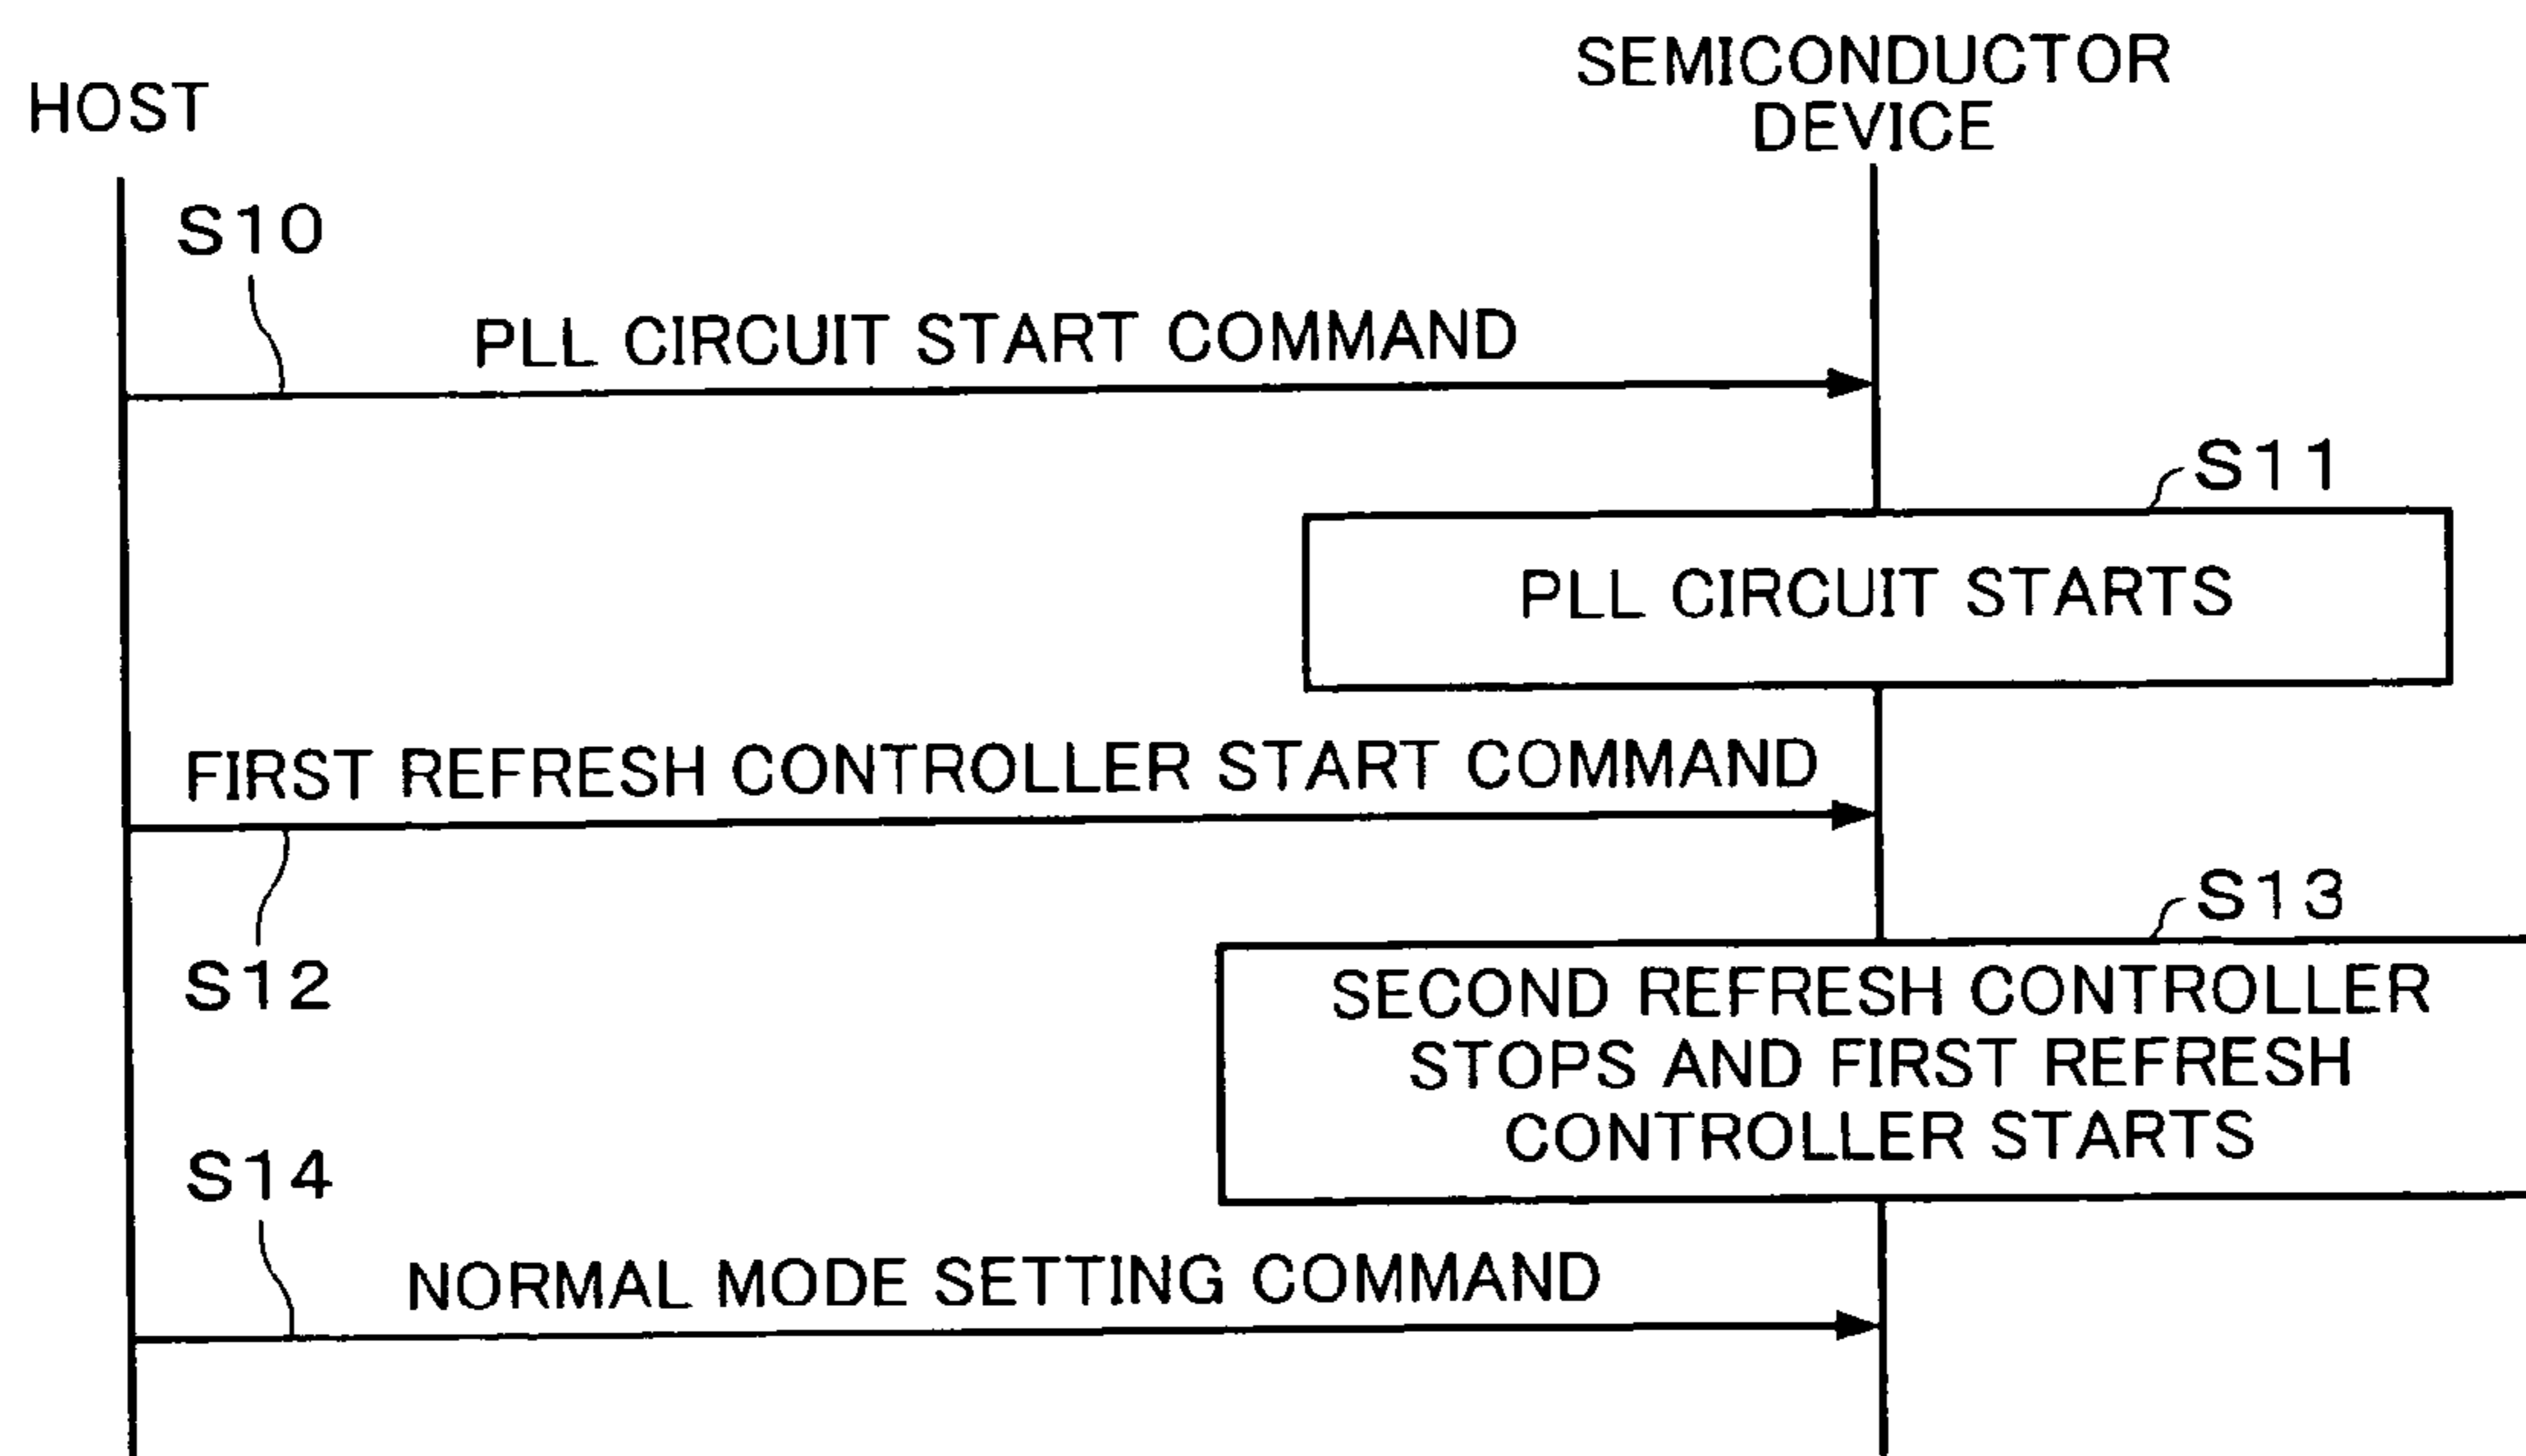 HOST
SEMICONDUCTOR
DEVICE
S10
PLL CIRCUIT START COMMAND
S11
PLL CIRCUIT STARTS
FIRST REFRESH CONTROLLER START COMMAND
S12
S13
SECOND REFRESH CONTROLLER
STOPS AND FIRST REFRESH
CONTROLLER STARTS
S14
NORMAL MODE SETTING COMMAND